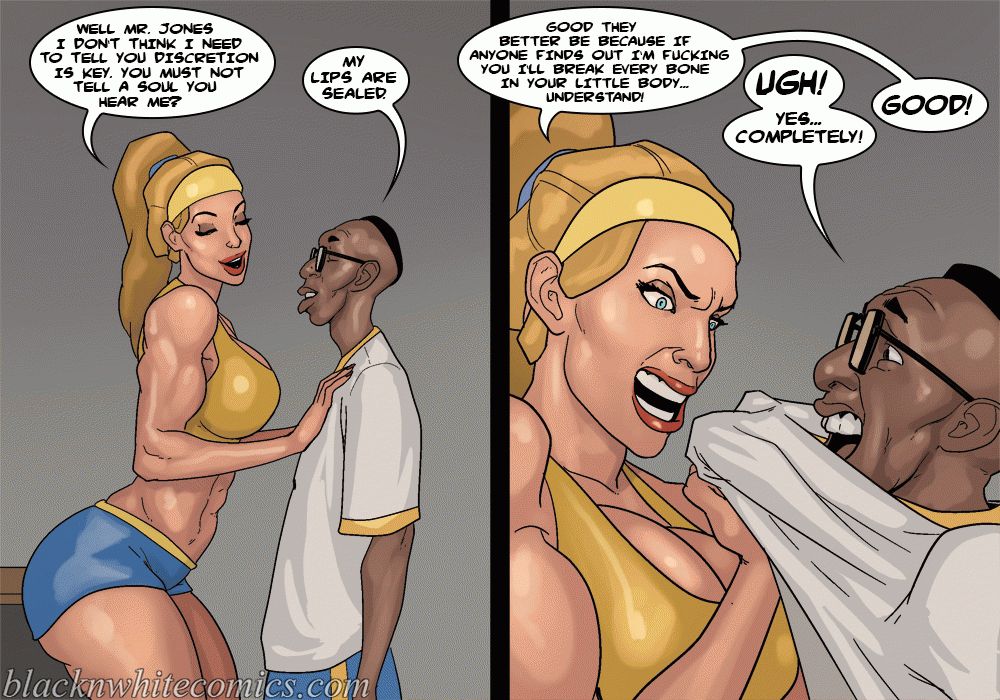 WELL MR. JONES
I DON'T THINK I NEED
TO TELL YOU DISCRETION
IS KEY. YOU MUST NOT
TELL A SOUL YOU
HEAR ME?
MY
LIPS ARE
SEALED.
GOOD THEY
BETTER BE BECAUSE IF
ANYONE FINDS OUT I'M FUCKING
YOU I'LL BREAK EVERY BONE
IN YOUR LITTLE BODY...
UNDERSTAND!
UGH!
YES...
COMPLETELY!
GOOD!
blacknwhitecomics.com